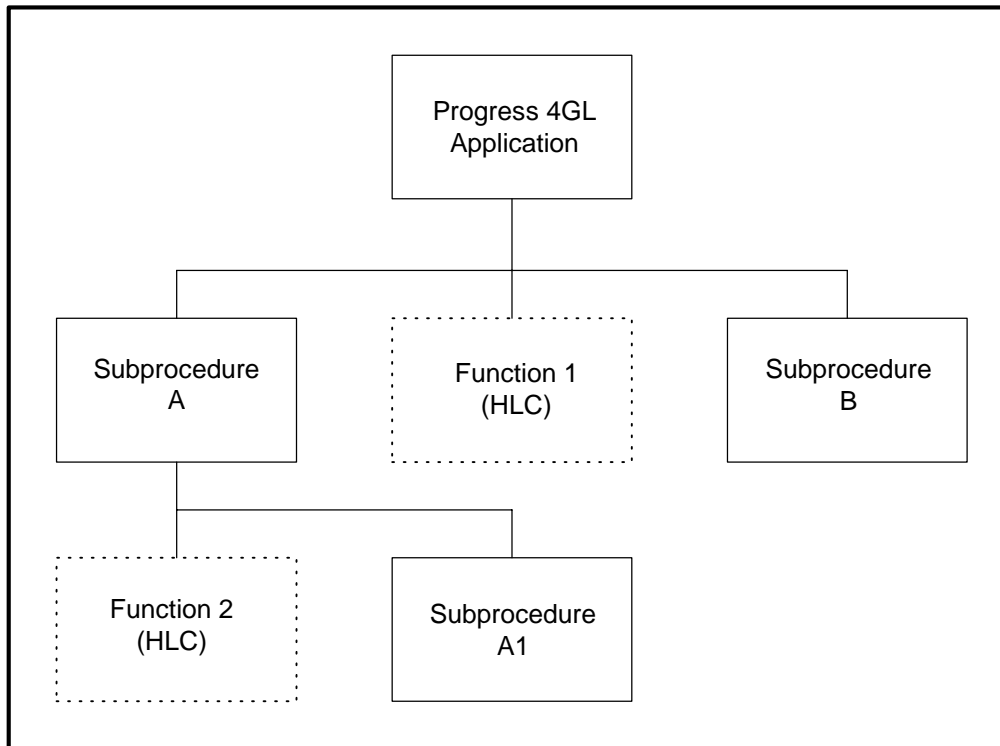 Progress 4GL
Application
Subprocedure
A
Function 1
(HLC)
Subprocedure
B
Function 2
(HLC)
Subprocedure
A1